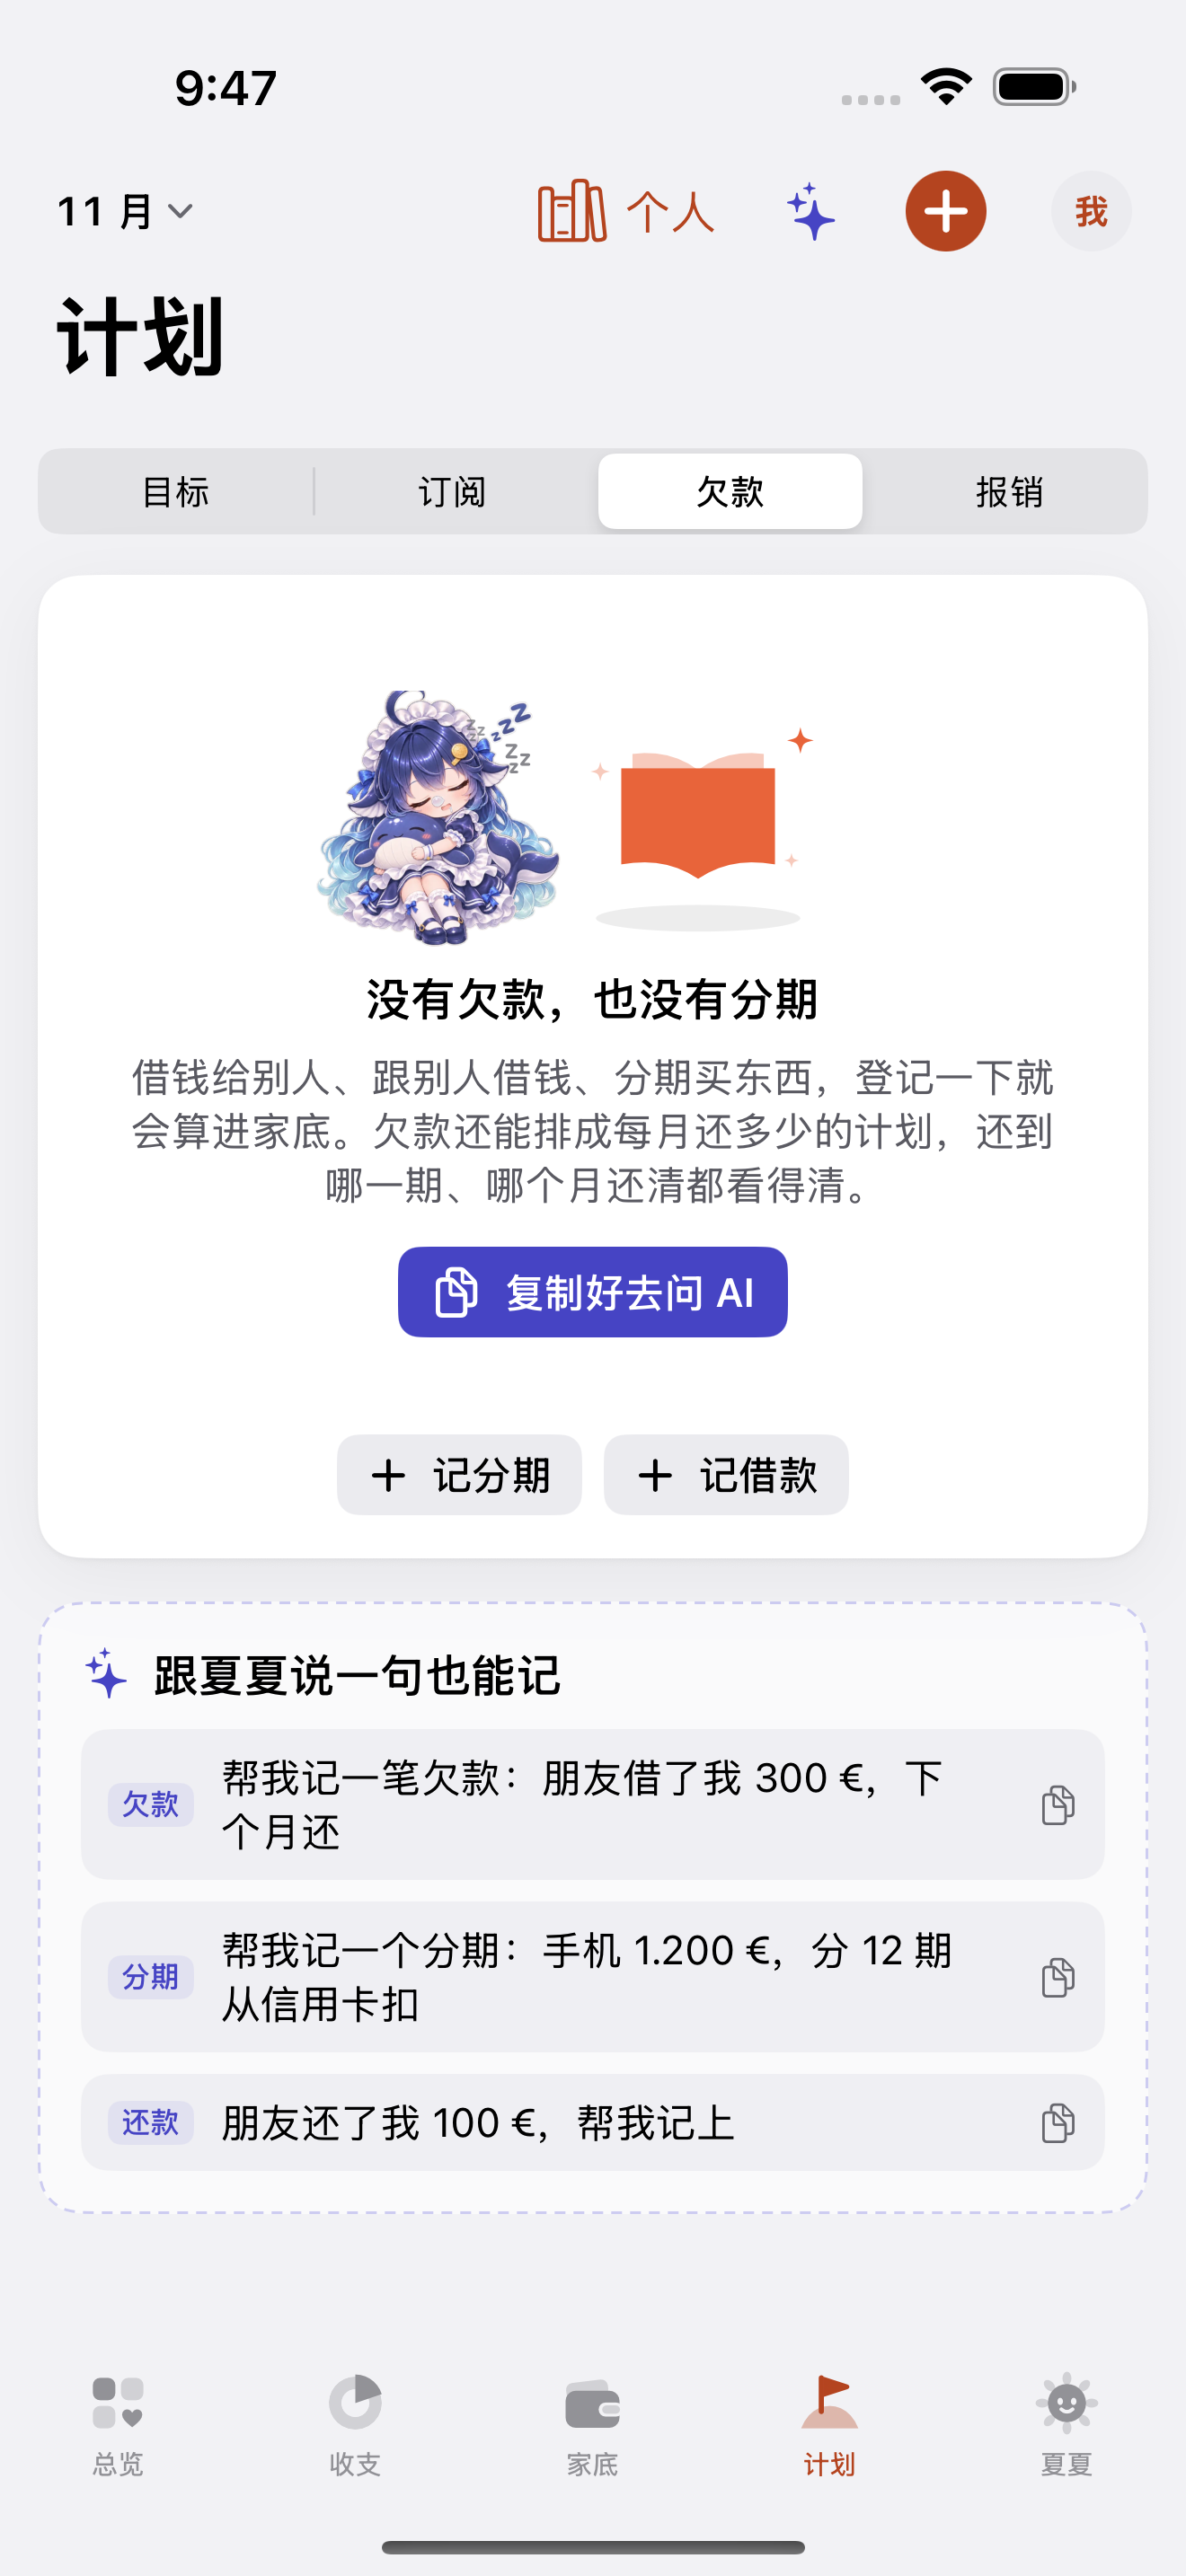 9:47
11 月
个人
我
计划
目标
订阅
欠款
报销
没有欠款，也没有分期
借钱给别人、跟别人借钱、分期买东西，登记一下就
会算进家底。欠款还能排成每月还多少的计划，还到
哪一期、哪个月还清都看得清。
复制好去问 AI
记分期
记借款
跟夏夏说一句也能记
欠款
帮我记一笔欠款：朋友借了我 300 €，下
个月还
分期
帮我记一个分期：手机 1.200 €，分 12 期
从信用卡扣
还款
朋友还了我 100 €，帮我记上
总览
收支
家底
计划
夏夏